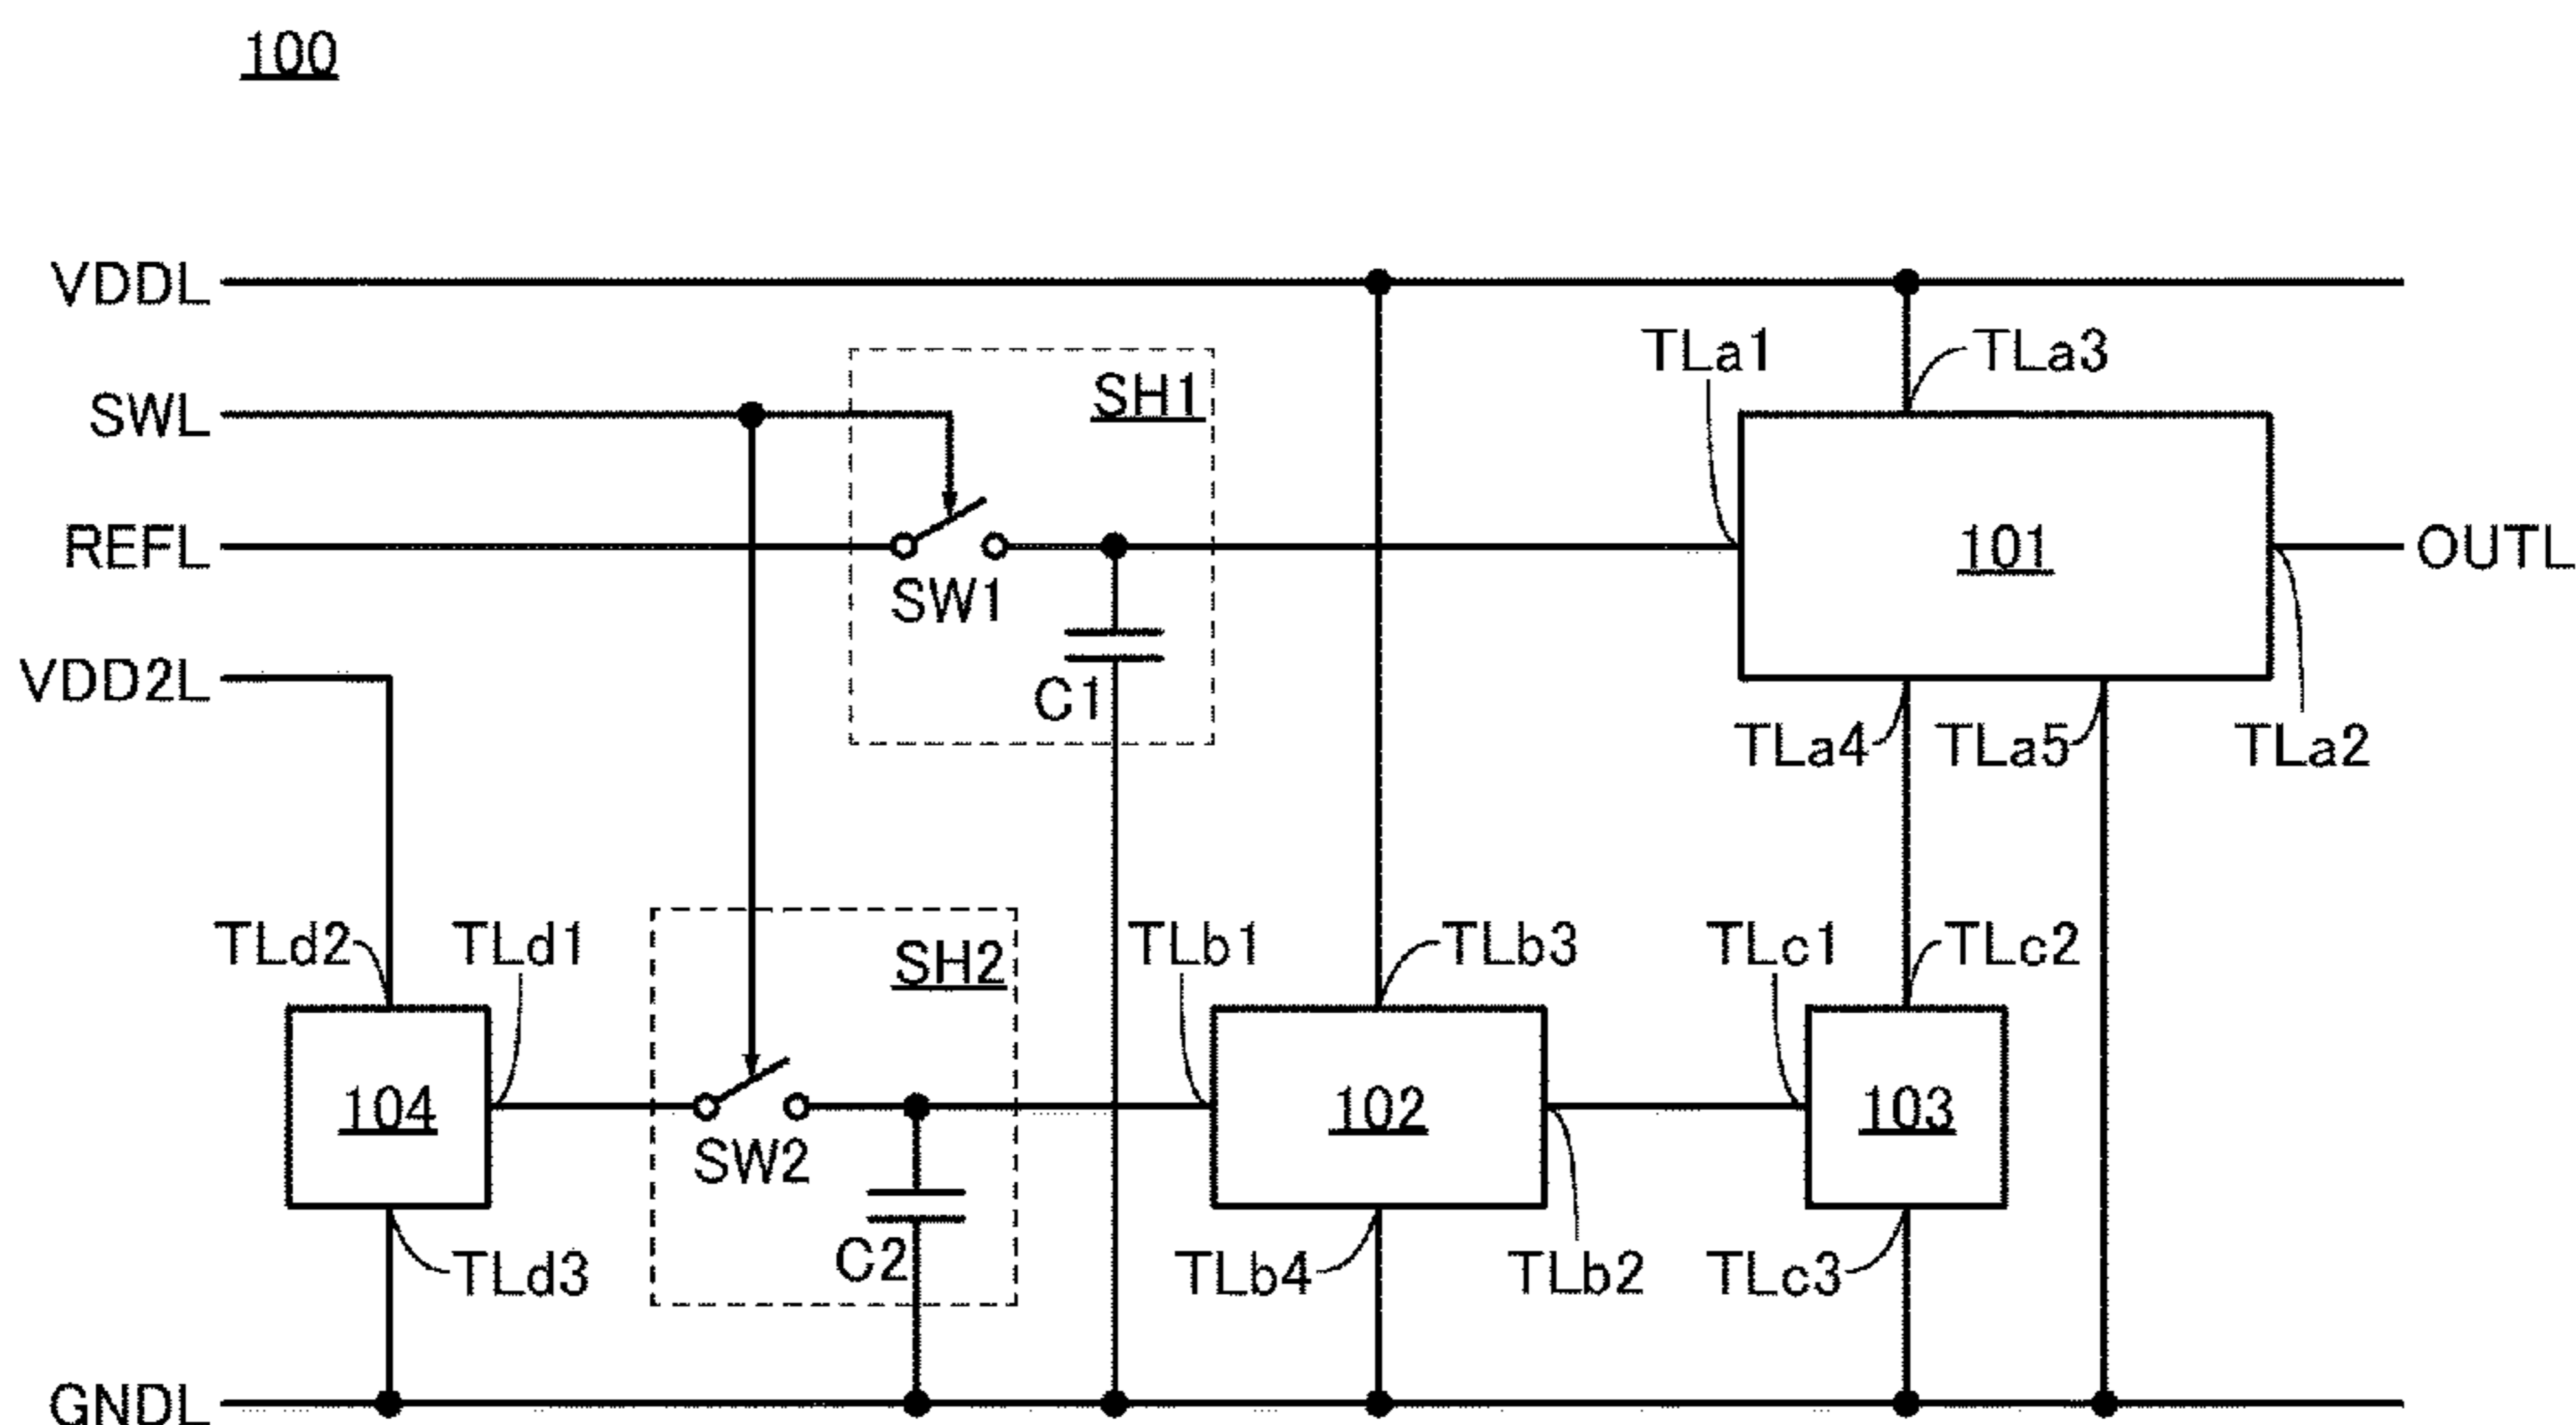 100
VDDL
TLa1
TLa3
SH1
SWL
REFL
SW1
101
OUTL
VDD2L
C1
TLa4
TLa5
TLa2
TLd2
TLd1
SH2
TLb1
TLb3
TLc1
TLc2
104
102
103
SW2
C2
TLd3
TLb4
TLb2
TLc3
GNDL